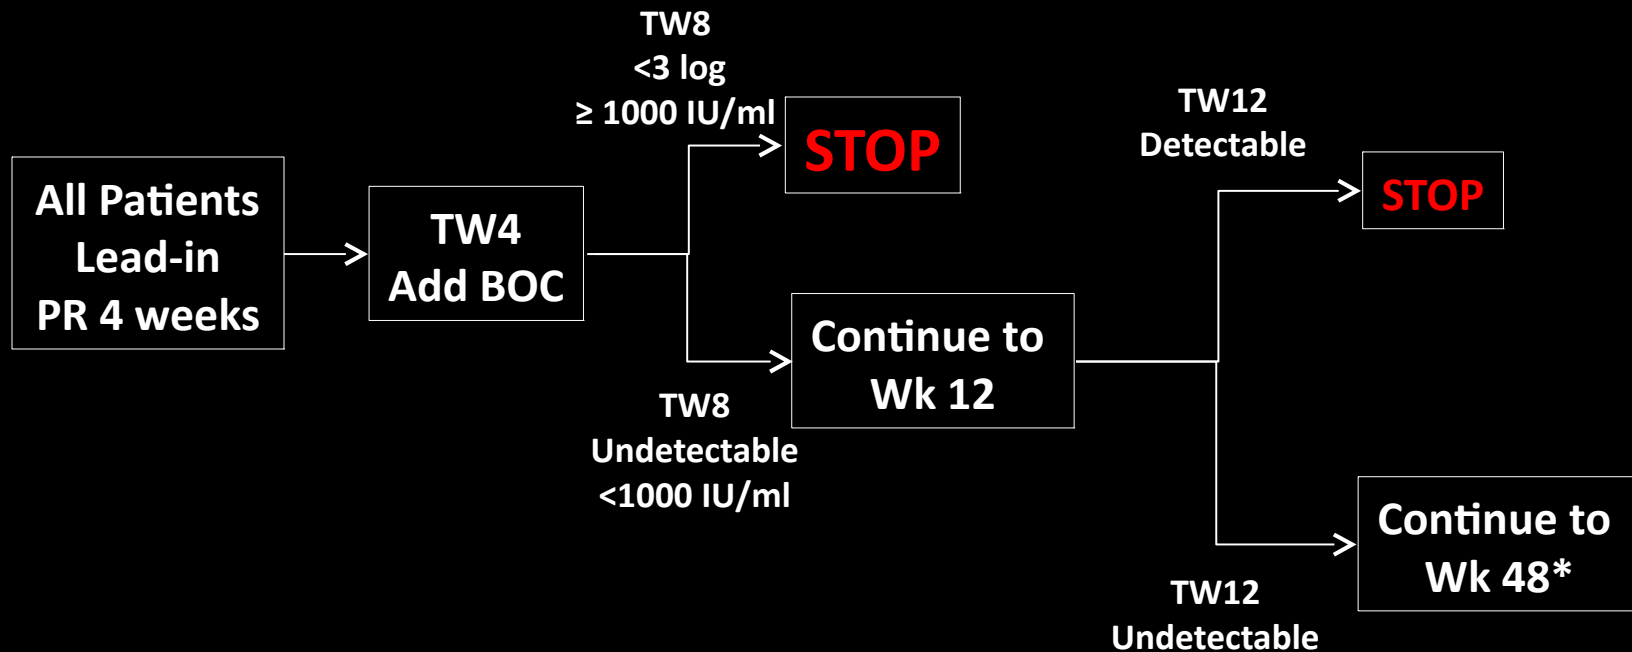 All Patients
Lead-in
PR 4 weeks
TW4
Add BOC
TW8
<3 log
≥ 1000 IU/ml
STOP
TW8
Undetectable
<1000 IU/ml
Continue to
Wk 12
TW12
Detectable
STOP
TW12
Undetectable
Continue to
Wk 48*